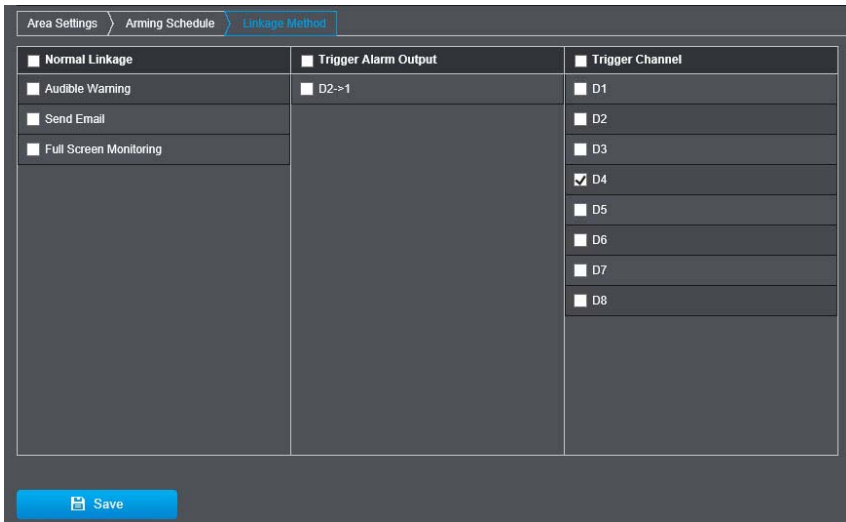 Area Settings Arming Schedule Linkage Method
Normal Linkage Trigger Alarm Output Trigger Channel
Audible Warning D2->1 D1
Send Email D2
Full Screen Monitoring D3
D4
D5
D6
D7
D8
Save